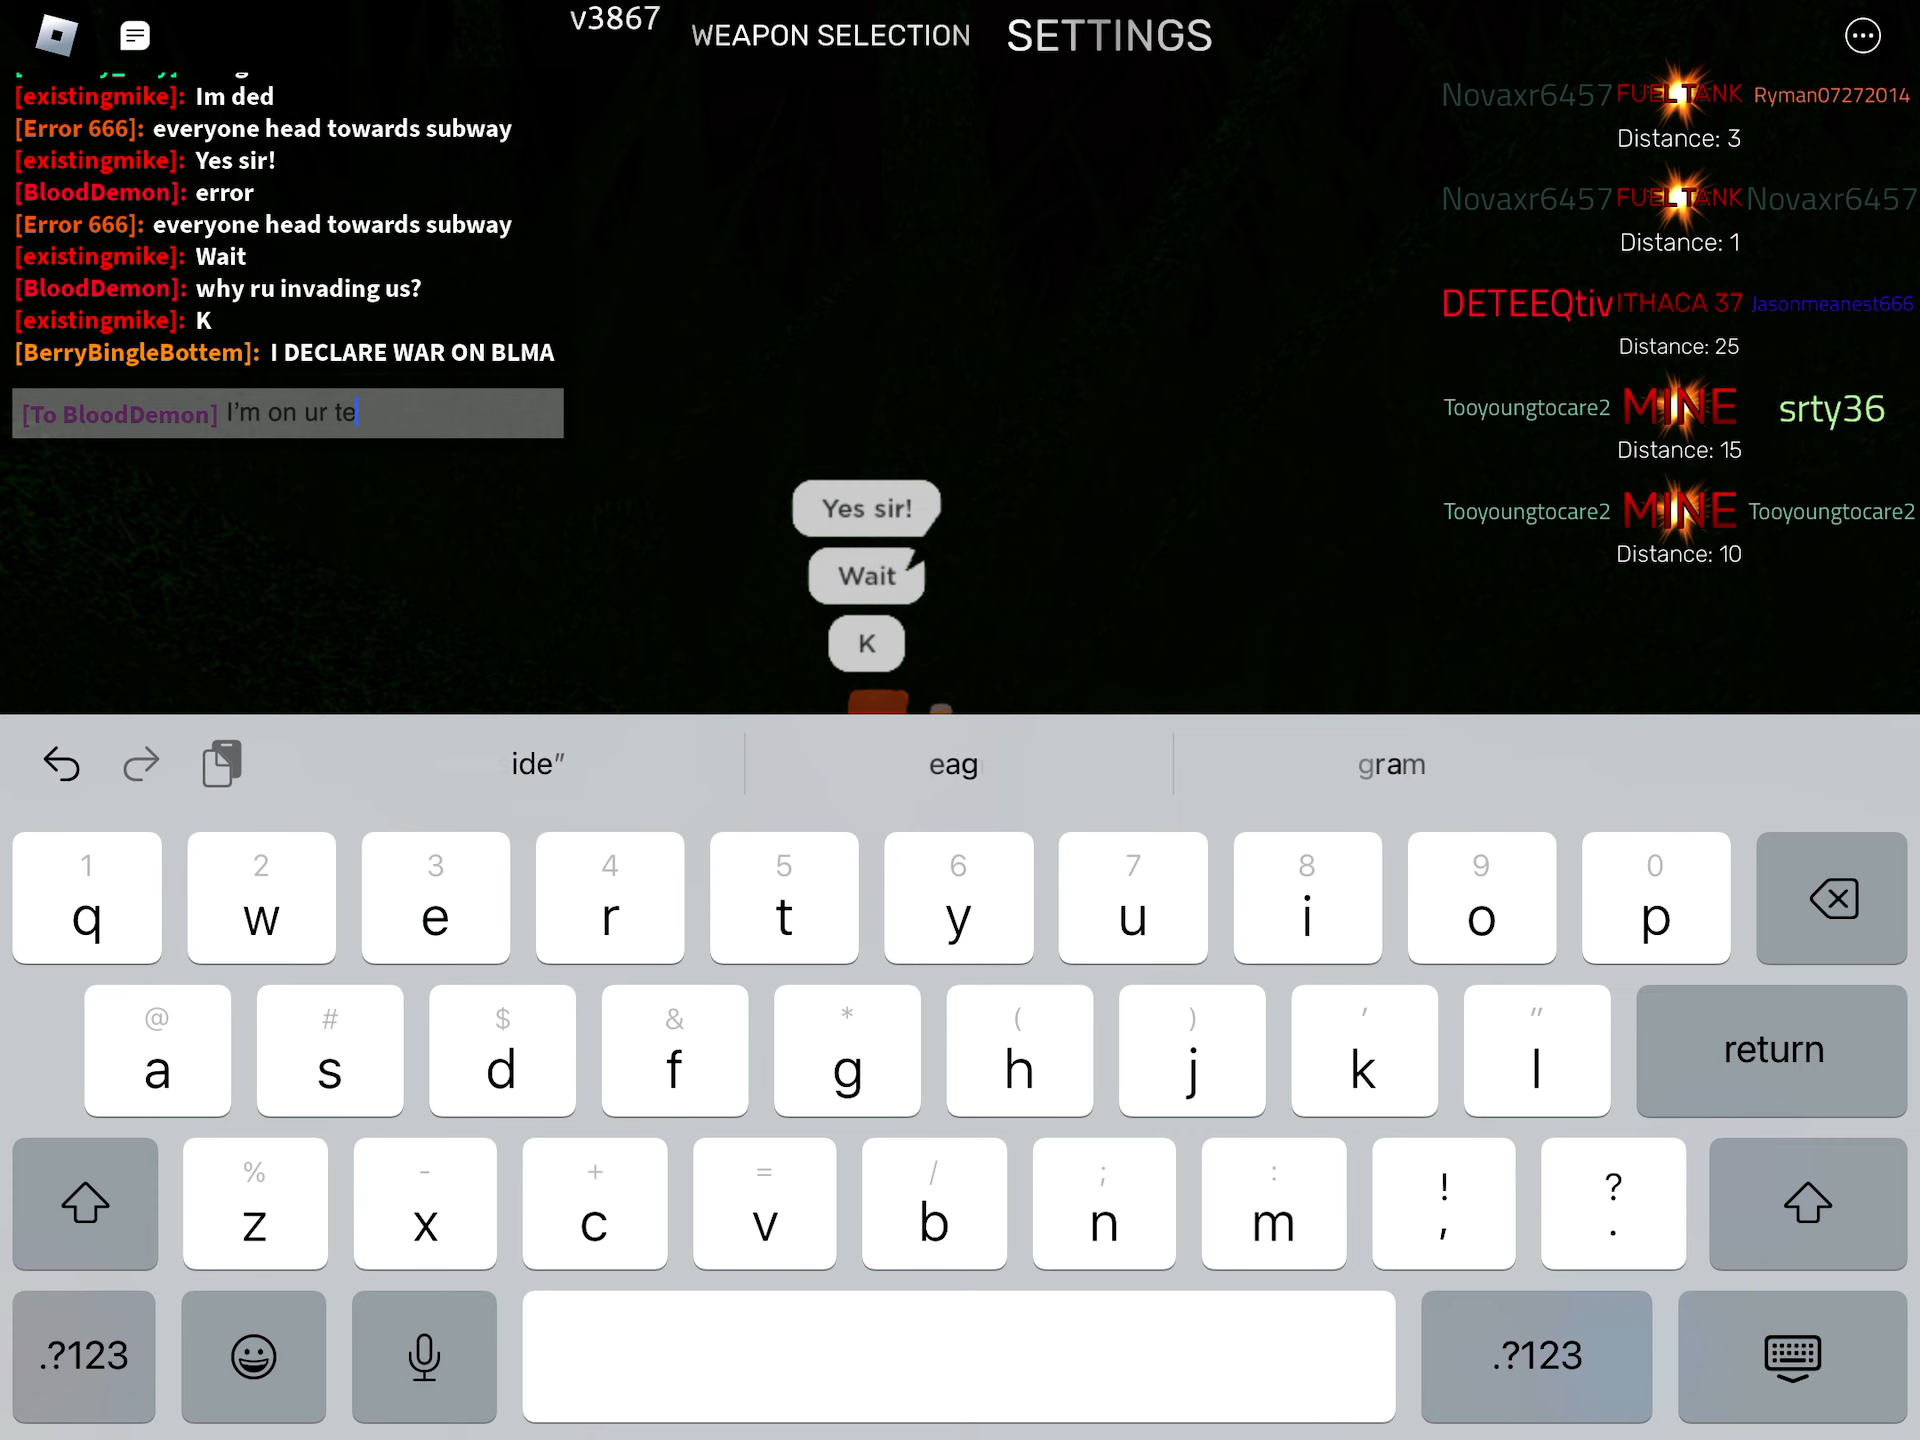 v3867
WEAPON SELECTION
SETTINGS
[existingmike]: Im ded
[Error 666]: everyone head towards subway
[existingmike]: Yes sir!
[BloodDemon]: error
[Error 666]: everyone head towards subway
[existingmike]: Wait
[BloodDemon]: why ru invading us?
[existingmike]: K
[BerryBingleBottem]: I DECLARE WAR ON BLMA
[To BloodDemon] I'm on ur te
Novaxr6457 FUEL TANK Ryman07272014
Distance: 3
Novaxr6457 FUEL TANK Novaxr6457
Distance: 1
DETEEQtiv ITHACA 37 Jasonmeanest666
Distance: 25
Tooyoungtocare2 MINE srty36
Distance: 15
Tooyoungtocare2 MINE Tooyoungtocare2
Distance: 10
Yes sir!
Wait
K
ide" eag gram
1 2 3 4 5 6 7 8 9 0
q w e r t y u i o p
@ # $ & * ( ) ' "
a s d f g h j k l return
% - + = / ; : ! ?
z x c v b n m , .
.?123 .?123